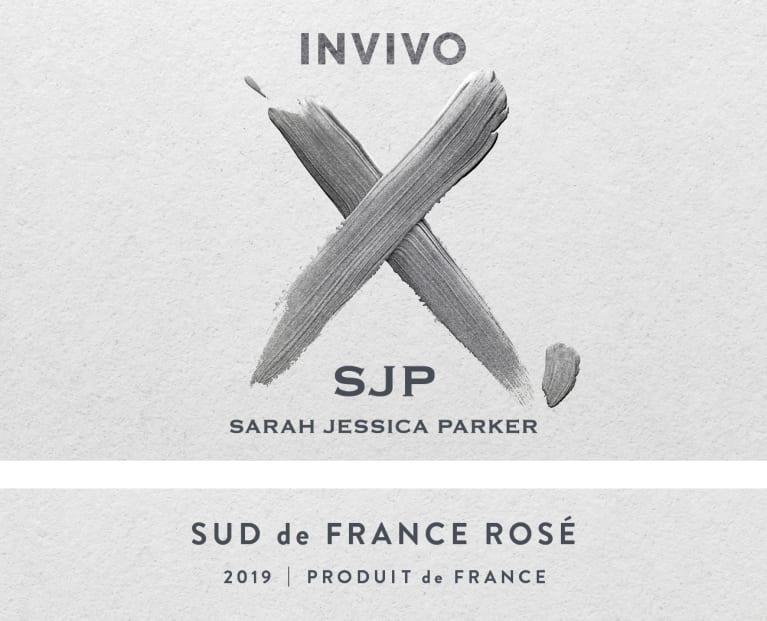 INVIVO
X
SJP
SARAH JESSICA PARKER
SUD de FRANCE ROSÉ
2019 | PRODUIT de FRANCE